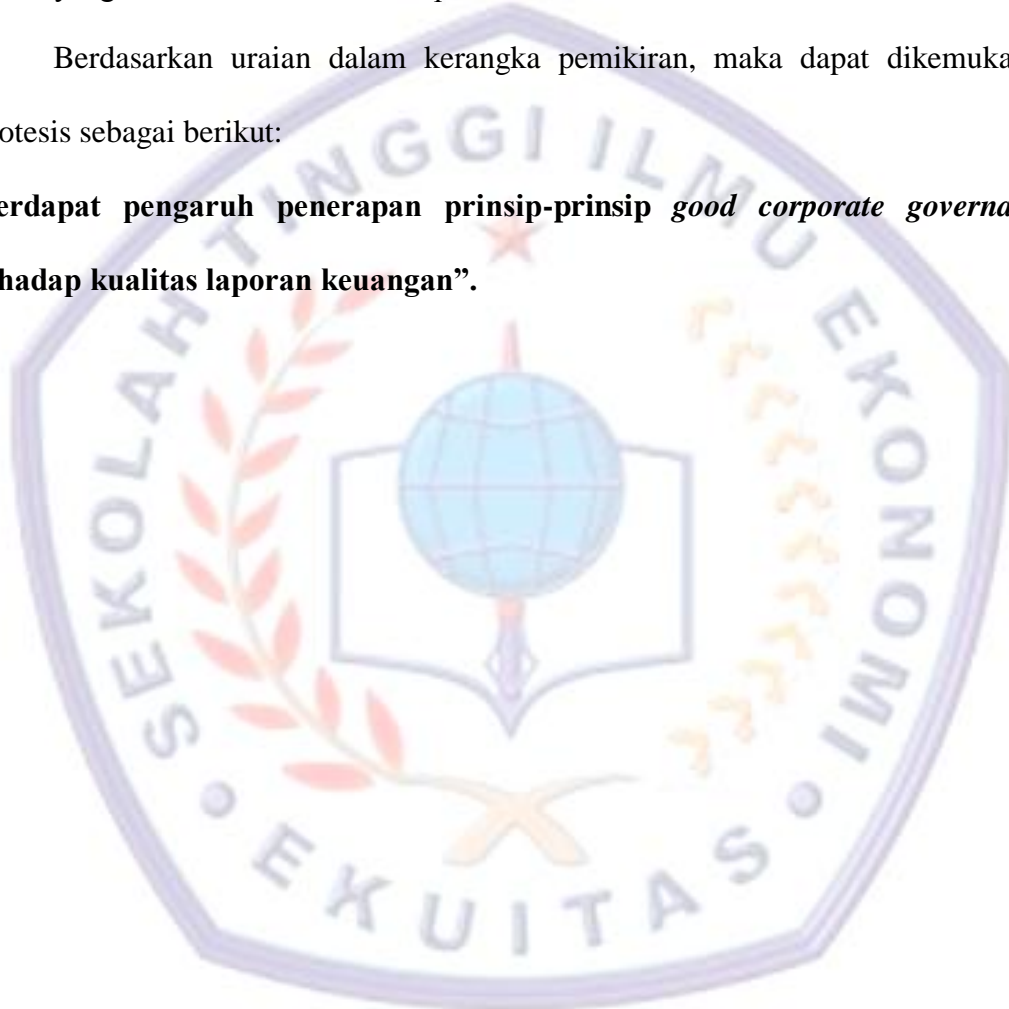 Berdasarkan uraian dalam kerangka pemikiran, maka dapat dikemuka
otesis sebagai berikut:
erdapat pengaruh penerapan prinsip-prinsip good corporate governa
hadap kualitas laporan keuangan”.
SEKOLAH TINGGI ILMU EKONOMI
• EKUITAS •